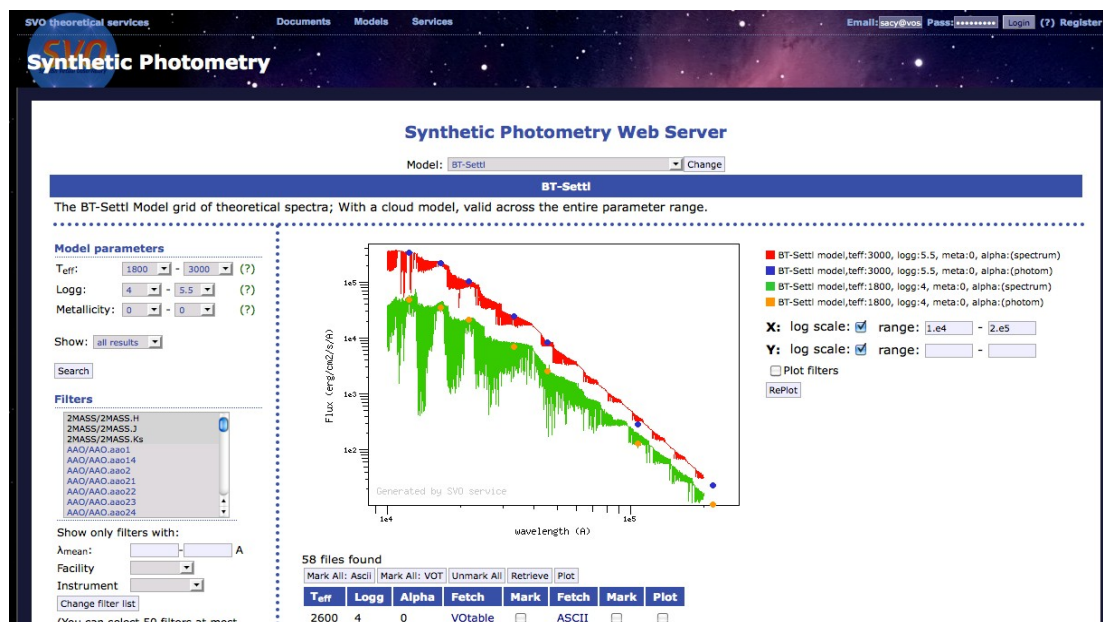 SVO theoretical services Documents Models Services Email: sacy@vos Pass: ••••••••• Login (?) Register
SVO
Synthetic Photometry
Synthetic Photometry Web Server
Model: BT-Settl Change
BT-Settl
The BT-Settl Model grid of theoretical spectra; With a cloud model, valid across the entire parameter range.
Model parameters
Teff: 1800 - 3000 (?)
Logg: 4 - 5.5 (?)
Metallicity: 0 - 0 (?)
Show: all results
Search
Filters
2MASS/2MASS.H
2MASS/2MASS.J
2MASS/2MASS.Ks
AAO/AAO.aao1
AAO/AAO.aao14
AAO/AAO.aao2
AAO/AAO.aao21
AAO/AAO.aao22
AAO/AAO.aao23
AAO/AAO.aao24
Show only filters with:
λmean: - A
Facility
Instrument
Change filter list
(You can select 50 filters at most
Flux (erg/cm2/s/A)
1e5
1e4
1e3
1e2
Generated by SVO service
1e4 1e5
wavelength (A)
BT-Settl model,teff:3000, logg:5.5, meta:0, alpha:(spectrum)
BT-Settl model,teff:3000, logg:5.5, meta:0, alpha:(photom)
BT-Settl model,teff:1800, logg:4, meta:0, alpha:(spectrum)
BT-Settl model,teff:1800, logg:4, meta:0, alpha:(photom)
X: log scale: range: 1.e4 - 2.e5
Y: log scale: range: -
Plot filters
RePlot
58 files found
Mark All: Ascii Mark All: VOT Unmark All Retrieve Plot
Teff Logg Alpha Fetch Mark Fetch Mark Plot
2600 4 0 VOtable ASCII